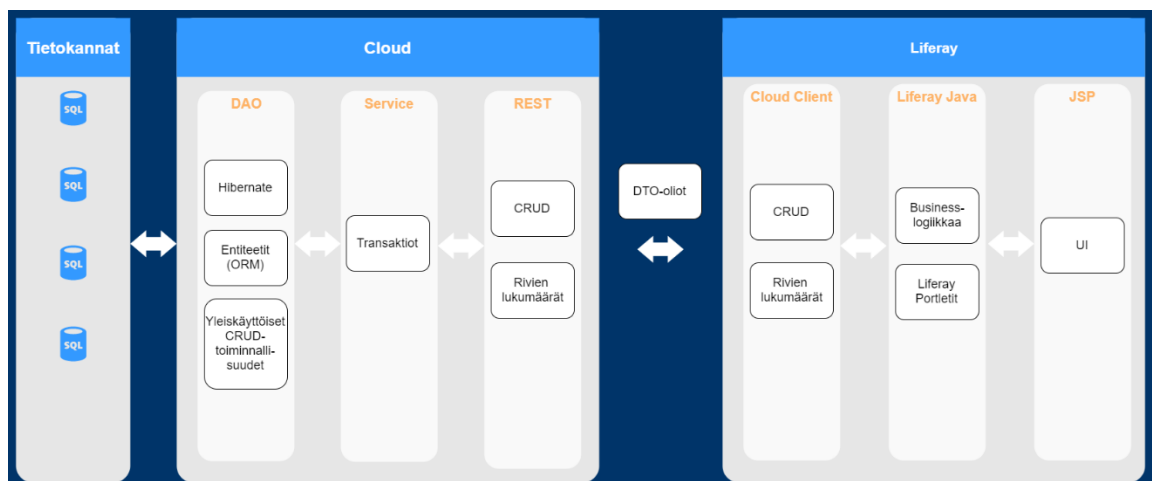 Tietokannat
SQL
SQL
SQL
SQL
Cloud
DAO
Hibernate
Entiteetit
(ORM)
Yleiskäyttöiset
CRUD-
toiminnalli-
suudet
Service
Transaktiot
REST
CRUD
Rivien
lukumäärät
DTO-oliot
Liferay
Cloud Client
CRUD
Rivien
lukumäärät
Liferay Java
Business-
logiikkaa
Liferay
Portletit
JSP
UI